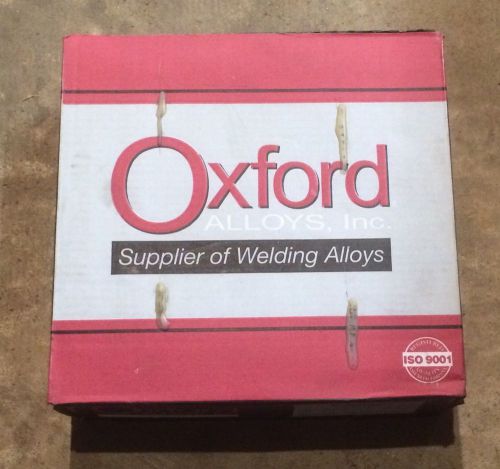 Oxford
ALLOYS, Inc.
Supplier of Welding Alloys
ISO 9001